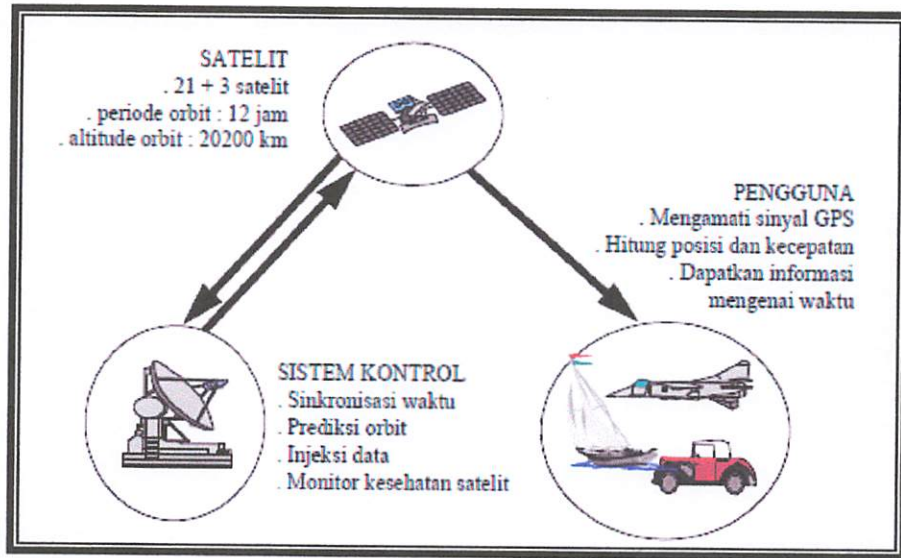 SATELIT
. 21 + 3 satelit
. periode orbit : 12 jam
. altitude orbit : 20200 km
PENGGUNA
. Mengamati sinyal GPS
. Hitung posisi dan kecepatan
. Dapatkan informasi
mengenai waktu
SISTEM KONTROL
. Sinkronisasi waktu
. Prediksi orbit
. Injeksi data
. Monitor kesehatan satelit